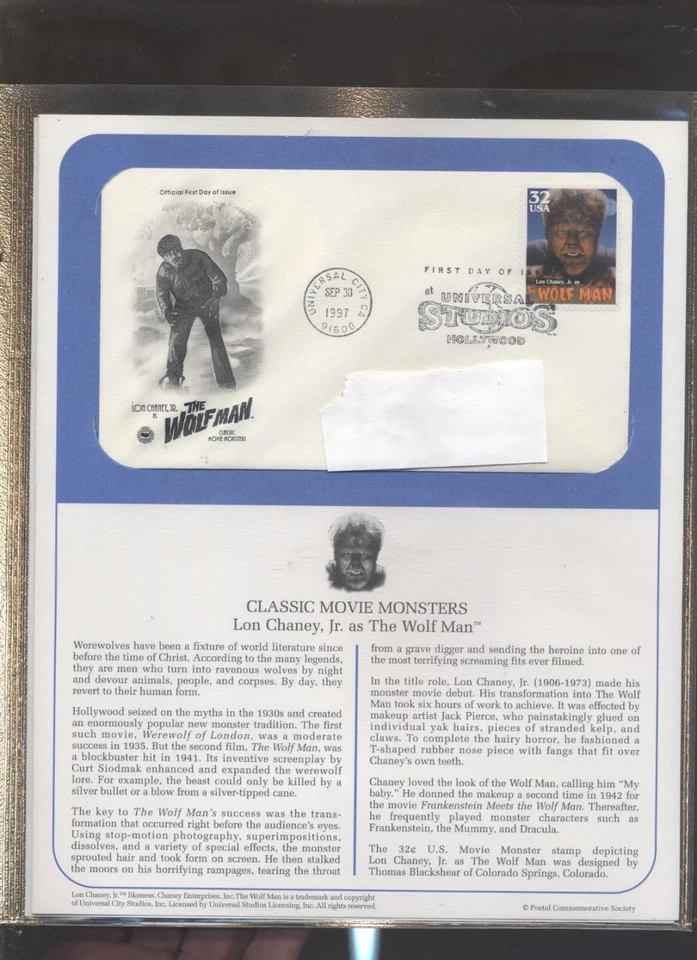 Official First Day of Issue
32
USA
Lon Chaney, Jr. as
WOLF MAN
FIRST DAY OF
at UNIVERSAL
STUDIOS
HOLLYWOOD
UNIVERSAL CITY CA
SEP 30
1997
91608
LON CHANEY, JR.
as
THE
WOLFMAN
CLASSIC
MOVIE MONSTERS
CLASSIC MOVIE MONSTERS
Lon Chaney, Jr. as The Wolf Man™
Werewolves have been a fixture of world literature since
before the time of Christ. According to the many legends,
they are men who turn into ravenous wolves by night
and devour animals, people, and corpses. By day, they
revert to their human form.
Hollywood seized on the myths in the 1930s and created
an enormously popular new monster tradition. The first
such movie, Werewolf of London, was a moderate
success in 1935. But the second film, The Wolf Man, was
a blockbuster hit in 1941. Its inventive screenplay by
Curt Siodmak enhanced and expanded the werewolf
lore. For example, the beast could only be killed by a
silver bullet or a blow from a silver-tipped cane.
The key to The Wolf Man's success was the trans-
formation that occurred right before the audience's eyes.
Using stop-motion photography, superimpositions,
dissolves, and a variety of special effects, the monster
sprouted hair and took form on screen. He then stalked
the moors on his horrifying rampages, tearing the throat
from a grave digger and sending the heroine into one of
the most terrifying screaming fits ever filmed.
In the title role, Lon Chaney, Jr. (1906-1973) made his
monster movie debut. His transformation into The Wolf
Man took six hours of work to achieve. It was effected by
makeup artist Jack Pierce, who painstakingly glued on
individual yak hairs, pieces of stranded kelp, and
claws. To complete the hairy horror, he fashioned a
T-shaped rubber nose piece with fangs that fit over
Chaney's own teeth.
Chaney loved the look of the Wolf Man, calling him "My
baby." He donned the makeup a second time in 1942 for
the movie Frankenstein Meets the Wolf Man. Thereafter,
he frequently played monster characters such as
Frankenstein, the Mummy, and Dracula.
The 32¢ U.S. Movie Monster stamp depicting
Lon Chaney, Jr. as The Wolf Man was designed by
Thomas Blackshear of Colorado Springs, Colorado.
Lon Chaney, Jr.™ likeness, Chaney Enterprises, Inc. The Wolf Man is a trademark and copyright
of Universal City Studios, Inc. Licensed by Universal Studios Licensing, Inc. All rights reserved.
© Postal Commemorative Society